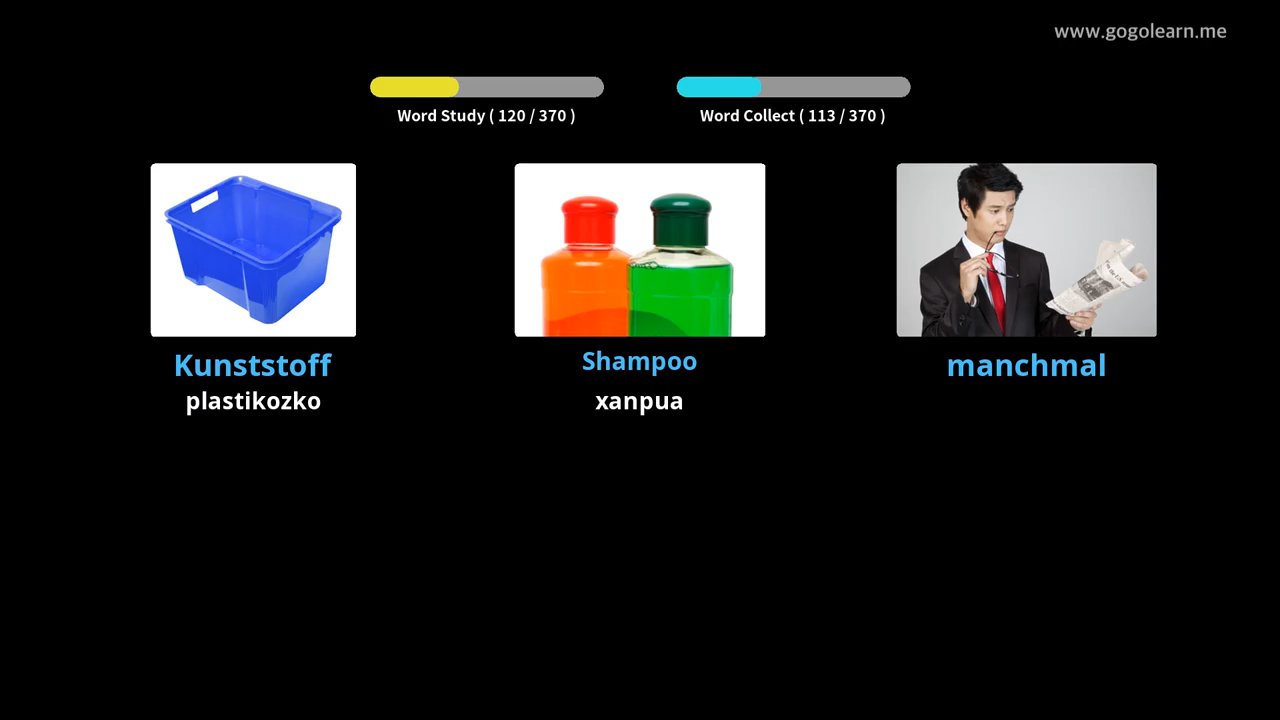 www.gogolearn.me
Word Study ( 120 / 370 )
Word Collect ( 113 / 370 )
Kunststoff
plastikozko
Shampoo
xanpua
manchmal